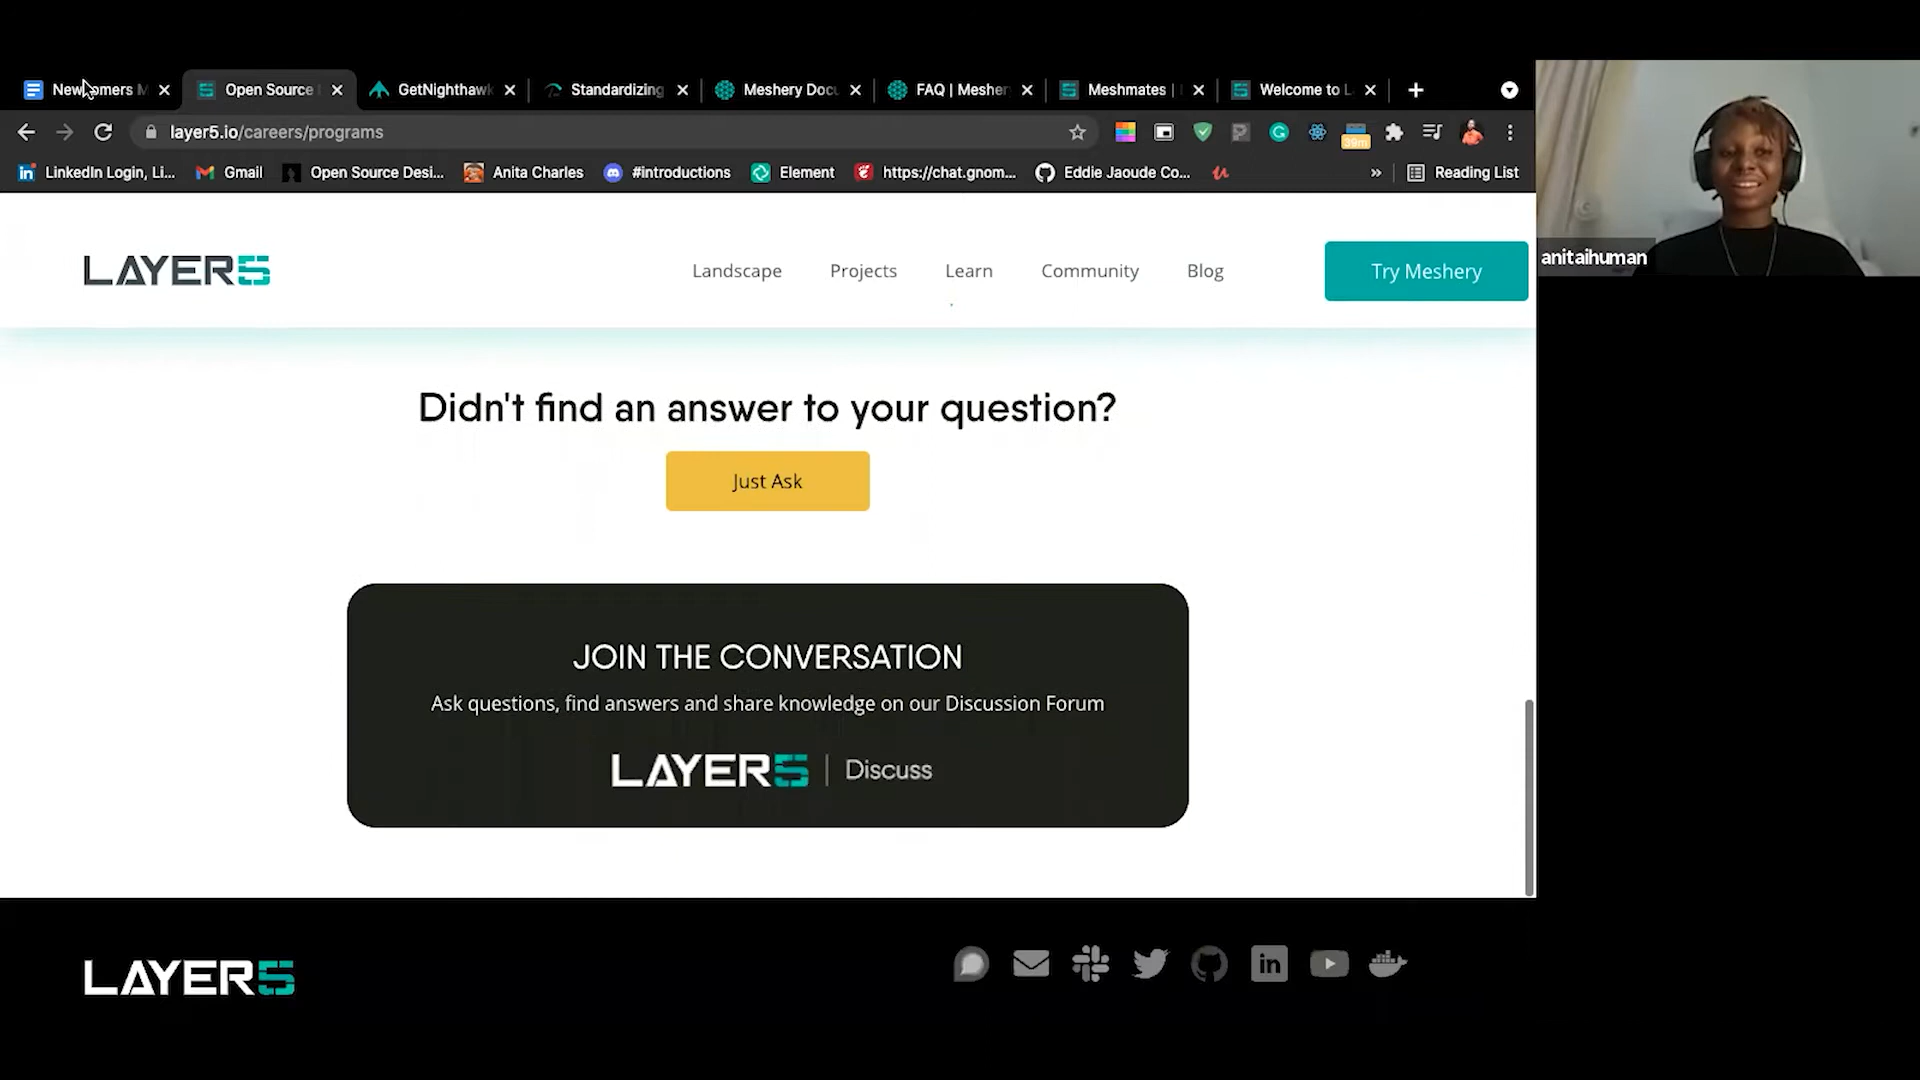 Newcomers M
Open Source
GetNighthawk
Standardizing
Meshery Docu
FAQ | Mesher
Meshmates |
Welcome to L
layer5.io/careers/programs
39m
LinkedIn Login, Li...
Gmail
Open Source Desi...
Anita Charles
#introductions
Element
https://chat.gnom...
Eddie Jaoude Co...
»
Reading List
anitaihuman
LAYER5
Landscape
Projects
Learn
Community
Blog
Try Meshery
Didn't find an answer to your question?
Just Ask
JOIN THE CONVERSATION
Ask questions, find answers and share knowledge on our Discussion Forum
LAYER5 | Discuss
LAYER5